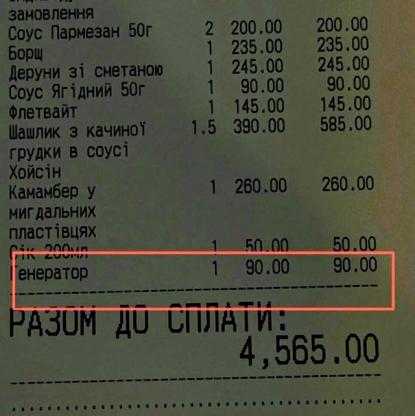 замовлення
Соус Пармезан 50г 2 200.00 200.00
Борщ 1 235.00 235.00
Деруни зі сметаною 1 245.00 245.00
Соус Ягідний 50г 1 90.00 90.00
Флетвайт 1 145.00 145.00
Шашлик з качиної 1.5 390.00 585.00
грудки в соусі
Хойсін
Камамбер у 1 260.00 260.00
мигдальних
пластівцях
Сік 200мл 1 50.00 50.00
Генератор 1 90.00 90.00
РАЗОМ ДО СПЛАТИ:
4,565.00